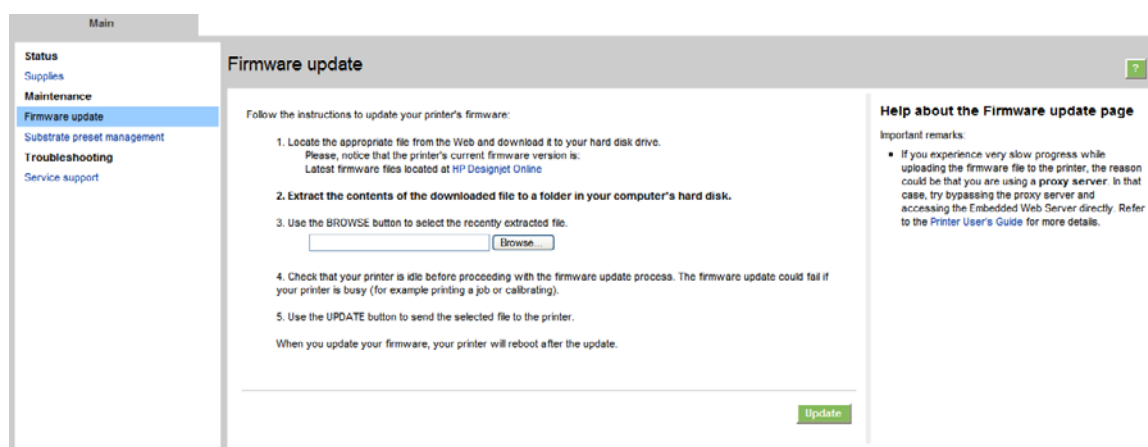 Main
Status
Supplies
Maintenance
Firmware update
Substrate preset management
Troubleshooting
Service support
Firmware update
?
Follow the instructions to update your printer's firmware:
1. Locate the appropriate file from the Web and download it to your hard disk drive.
Please, notice that the printer's current firmware version is:
Latest firmware files located at HP Designjet Online
2. Extract the contents of the downloaded file to a folder in your computer's hard disk.
3. Use the BROWSE button to select the recently extracted file.
Browse...
4. Check that your printer is idle before proceeding with the firmware update process. The firmware update could fail if
your printer is busy (for example printing a job or calibrating).
5. Use the UPDATE button to send the selected file to the printer.
When you update your firmware, your printer will reboot after the update.
Update
Help about the Firmware update page
Important remarks:
If you experience very slow progress while
uploading the firmware file to the printer, the reason
could be that you are using a proxy server. In that
case, try bypassing the proxy server and
accessing the Embedded Web Server directly. Refer
to the Printer User's Guide for more details.